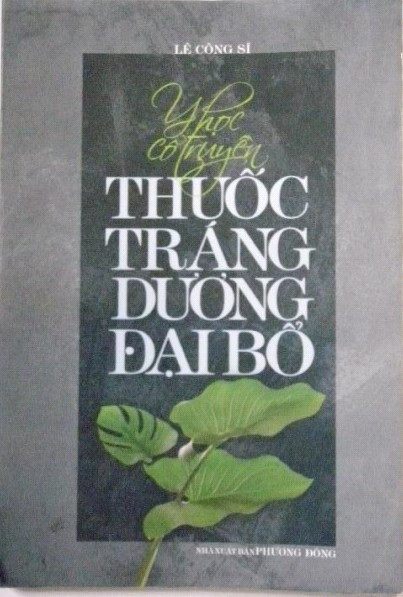 LÊ CÔNG SĨ
Y học
cổ truyền
THUỐC
TRÁNG
DƯƠNG
ĐẠI BỔ
NHÀ XUẤT BẢN PHƯƠNG ĐÔNG